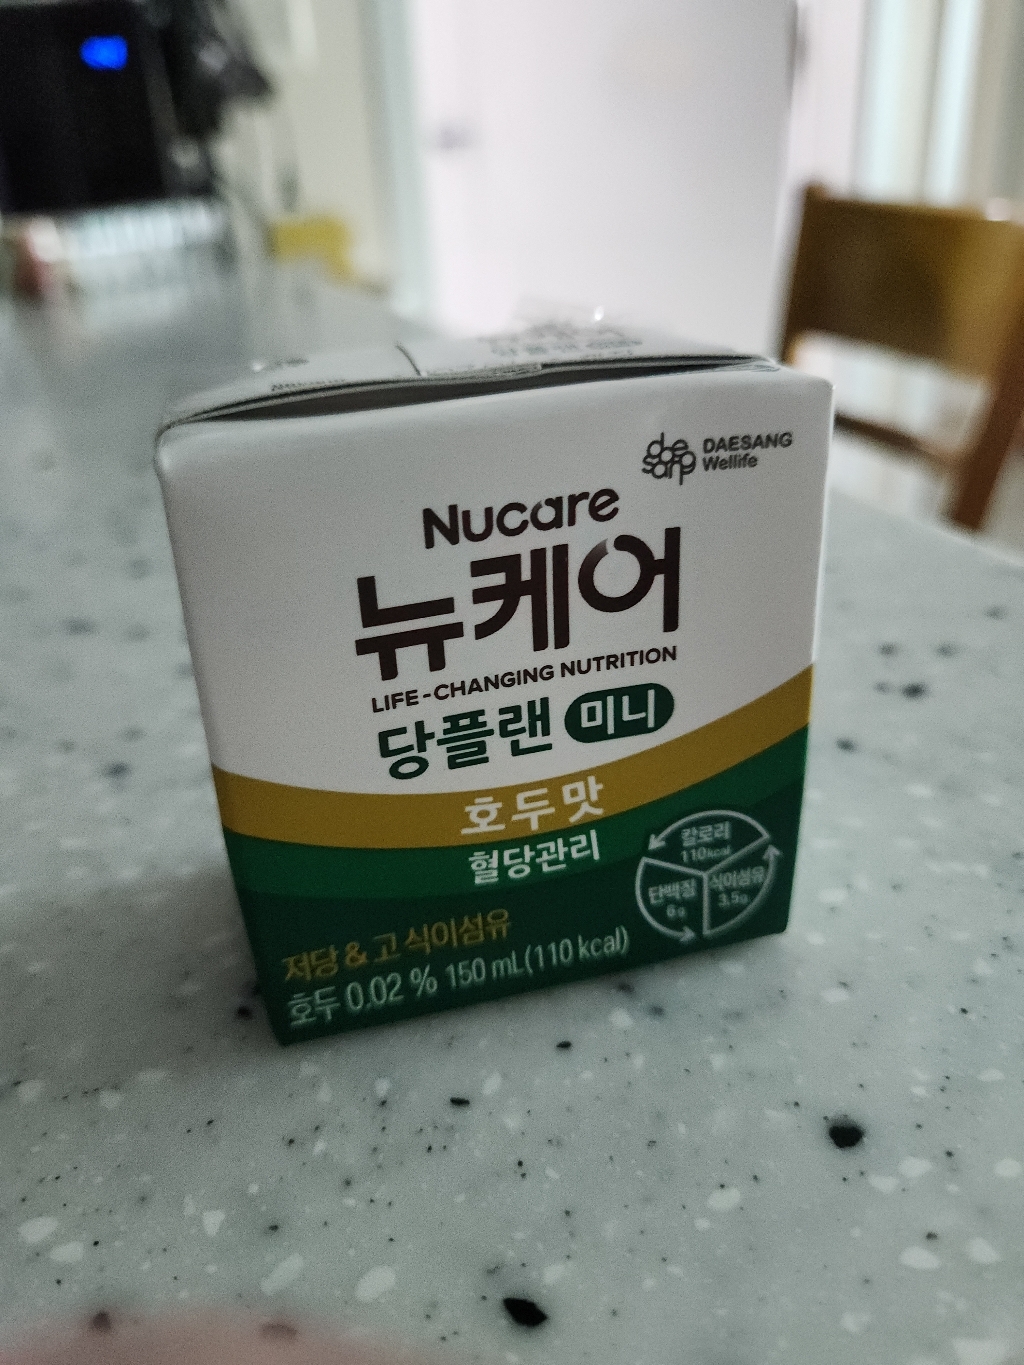 DAESANG
Wellife
Nucare
뉴케어
LIFE-CHANGING NUTRITION
당플랜 미니
호두맛
혈당관리
칼로리
110kcal
단백질
6g
식이섬유
3.5g
저당 & 고식이섬유
호두 0.02 % 150 mL(110 kcal)